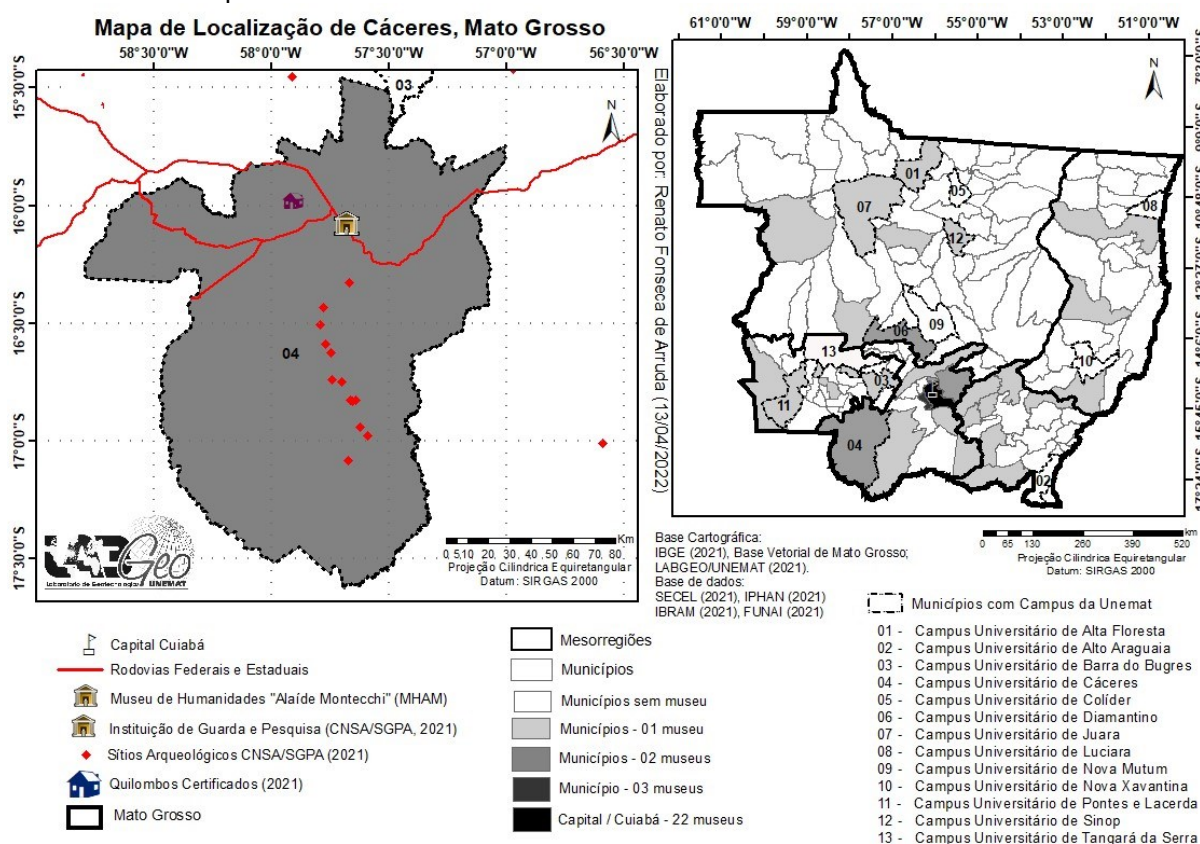 Mapa de Localização de Cáceres, Mato Grosso
58°30'0"W 58°0'0"W 57°30'0"W 57°0'0"W 56°30'0"W
15°30'0"S
16°0'0"S
16°30'0"S
17°0'0"S
17°30'0"S
03
04
N
LABGeo
Laboratório de Geotecnologias UNEMAT
Km
0 5,10 20, 30, 40, 50, 60, 70, 80,
Projeção Cilindrica Equiretangular
Datum: SIRGAS 2000
Elaborado por: Renato Fonseca de Arruda (13/04/2022)
61°0'0"W 59°0'0"W 57°0'0"W 55°0'0"W 53°0'0"W 51°0'0"W
N
01
05
07
08
12
09
06
13
10
03
11
04
02
Base Cartográfica:
IBGE (2021), Base Vetorial de Mato Grosso;
LABGEO/UNEMAT (2021).
Base de dados:
SECEL (2021), IPHAN (2021)
IBRAM (2021), FUNAI (2021)
Km
0 65 130 260 390 520
Projeção Cilindrica Equiretangular
Datum: SIRGAS 2000
Capital Cuiabá
Rodovias Federais e Estaduais
Museu de Humanidades "Alaíde Montecchi" (MHAM)
Instituição de Guarda e Pesquisa (CNSA/SGPA, 2021)
Sítios Arqueológicos CNSA/SGPA (2021)
Quilombos Certificados (2021)
Mato Grosso
Mesorregiões
Municípios
Municípios sem museu
Municípios - 01 museu
Municípios - 02 museus
Município - 03 museus
Capital / Cuiabá - 22 museus
Municípios com Campus da Unemat
01 - Campus Universitário de Alta Floresta
02 - Campus Universitário de Alto Araguaia
03 - Campus Universitário de Barra do Bugres
04 - Campus Universitário de Cáceres
05 - Campus Universitário de Colíder
06 - Campus Universitário de Diamantino
07 - Campus Universitário de Juara
08 - Campus Universitário de Luciara
09 - Campus Universitário de Nova Mutum
10 - Campus Universitário de Nova Xavantina
11 - Campus Universitário de Pontes e Lacerda
12 - Campus Universitário de Sinop
13 - Campus Universitário de Tangará da Serra